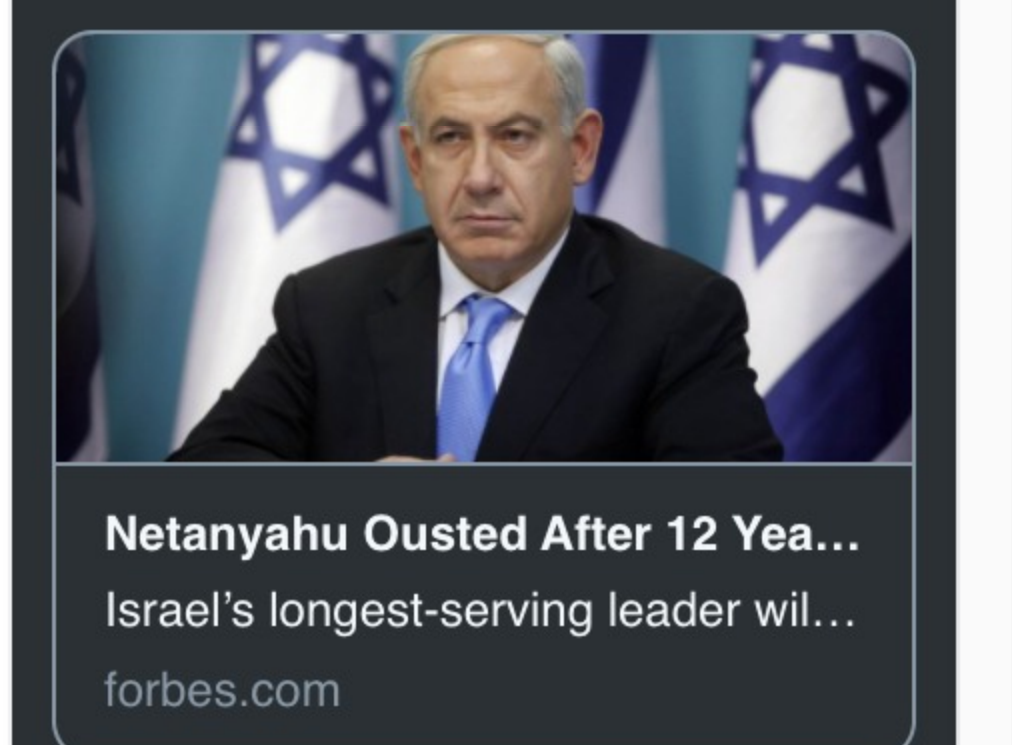 Netanyahu Ousted After 12 Yea...
Israel’s longest-serving leader wil...
forbes.com